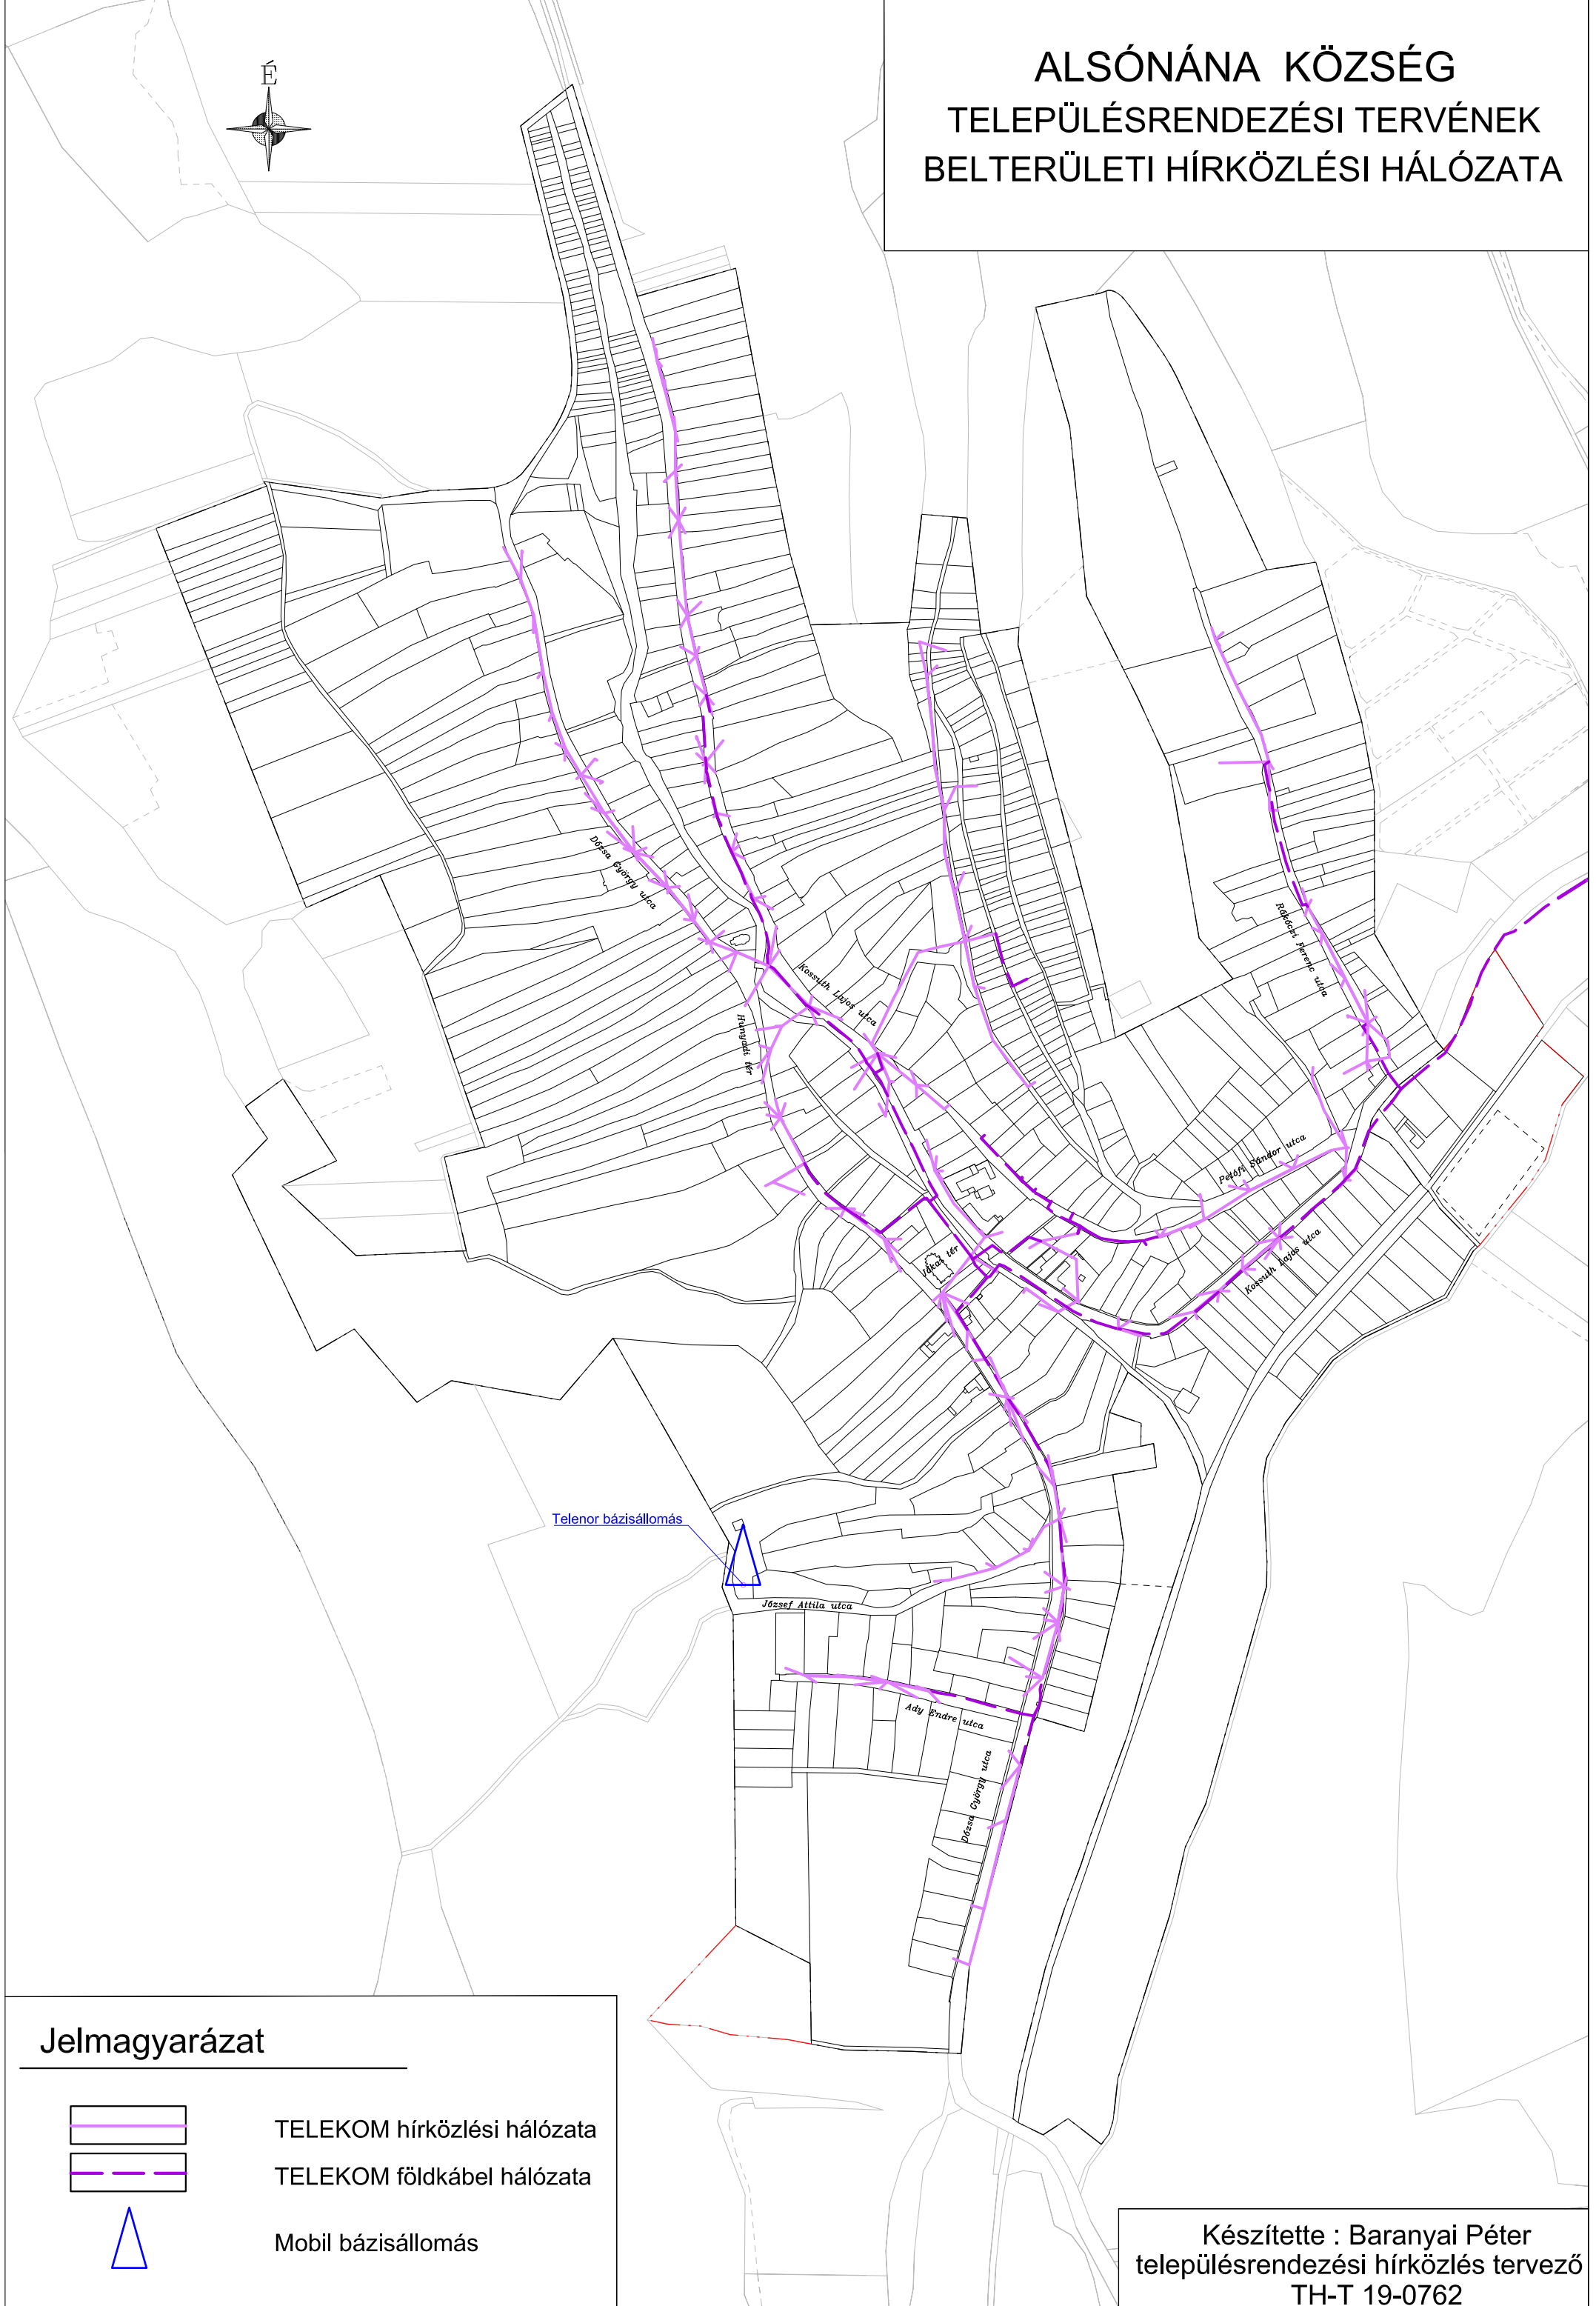 ALSÓNÁNA KÖZSÉG
TELEPÜLÉSRENDEZÉSI TERVÉNEK
BELTERÜLETI HÍRKÖZLÉSI HÁLÓZATA
É
Dózsa György utca
Kossuth Lajos utca
Hunyadi tér
Rákóczi Ferenc utca
Petőfi Sándor utca
Kossuth Lajos utca
Jókai tér
Telenor bázisállomás
József Attila utca
Ady Endre utca
Dózsa György utca
Jelmagyarázat
TELEKOM hírközlési hálózata
TELEKOM földkábel hálózata
Mobil bázisállomás
Készítette : Baranyai Péter
településrendezési hírközlés tervező
TH-T 19-0762